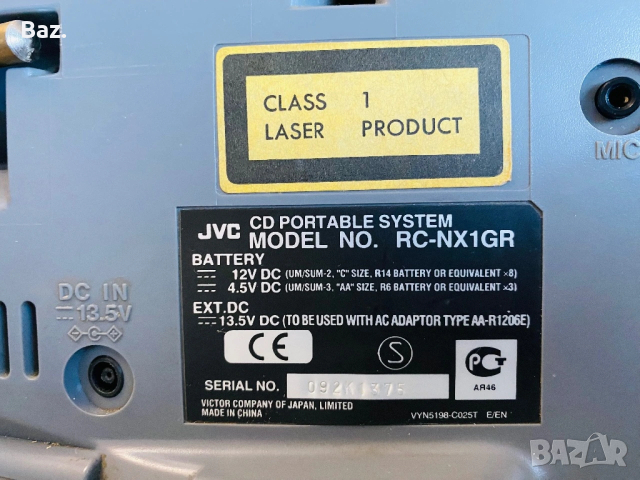 Baz.
CLASS 1
LASER PRODUCT
MIC
JVC CD PORTABLE SYSTEM
MODEL NO. RC-NX1GR
BATTERY
12V DC (UM/SUM-2, "C" SIZE, R14 BATTERY OR EQUIVALENT ×8)
4.5V DC (UM/SUM-3, "AA" SIZE, R6 BATTERY OR EQUIVALENT ×3)
EXT.DC
13.5V DC (TO BE USED WITH AC ADAPTOR TYPE AA-R1206E)
DC IN
13.5V
CE
S
РСТ
АЯ46
SERIAL NO.
VICTOR COMPANY OF JAPAN, LIMITED
MADE IN CHINA
VYN5198-C025T E/EN
bazar